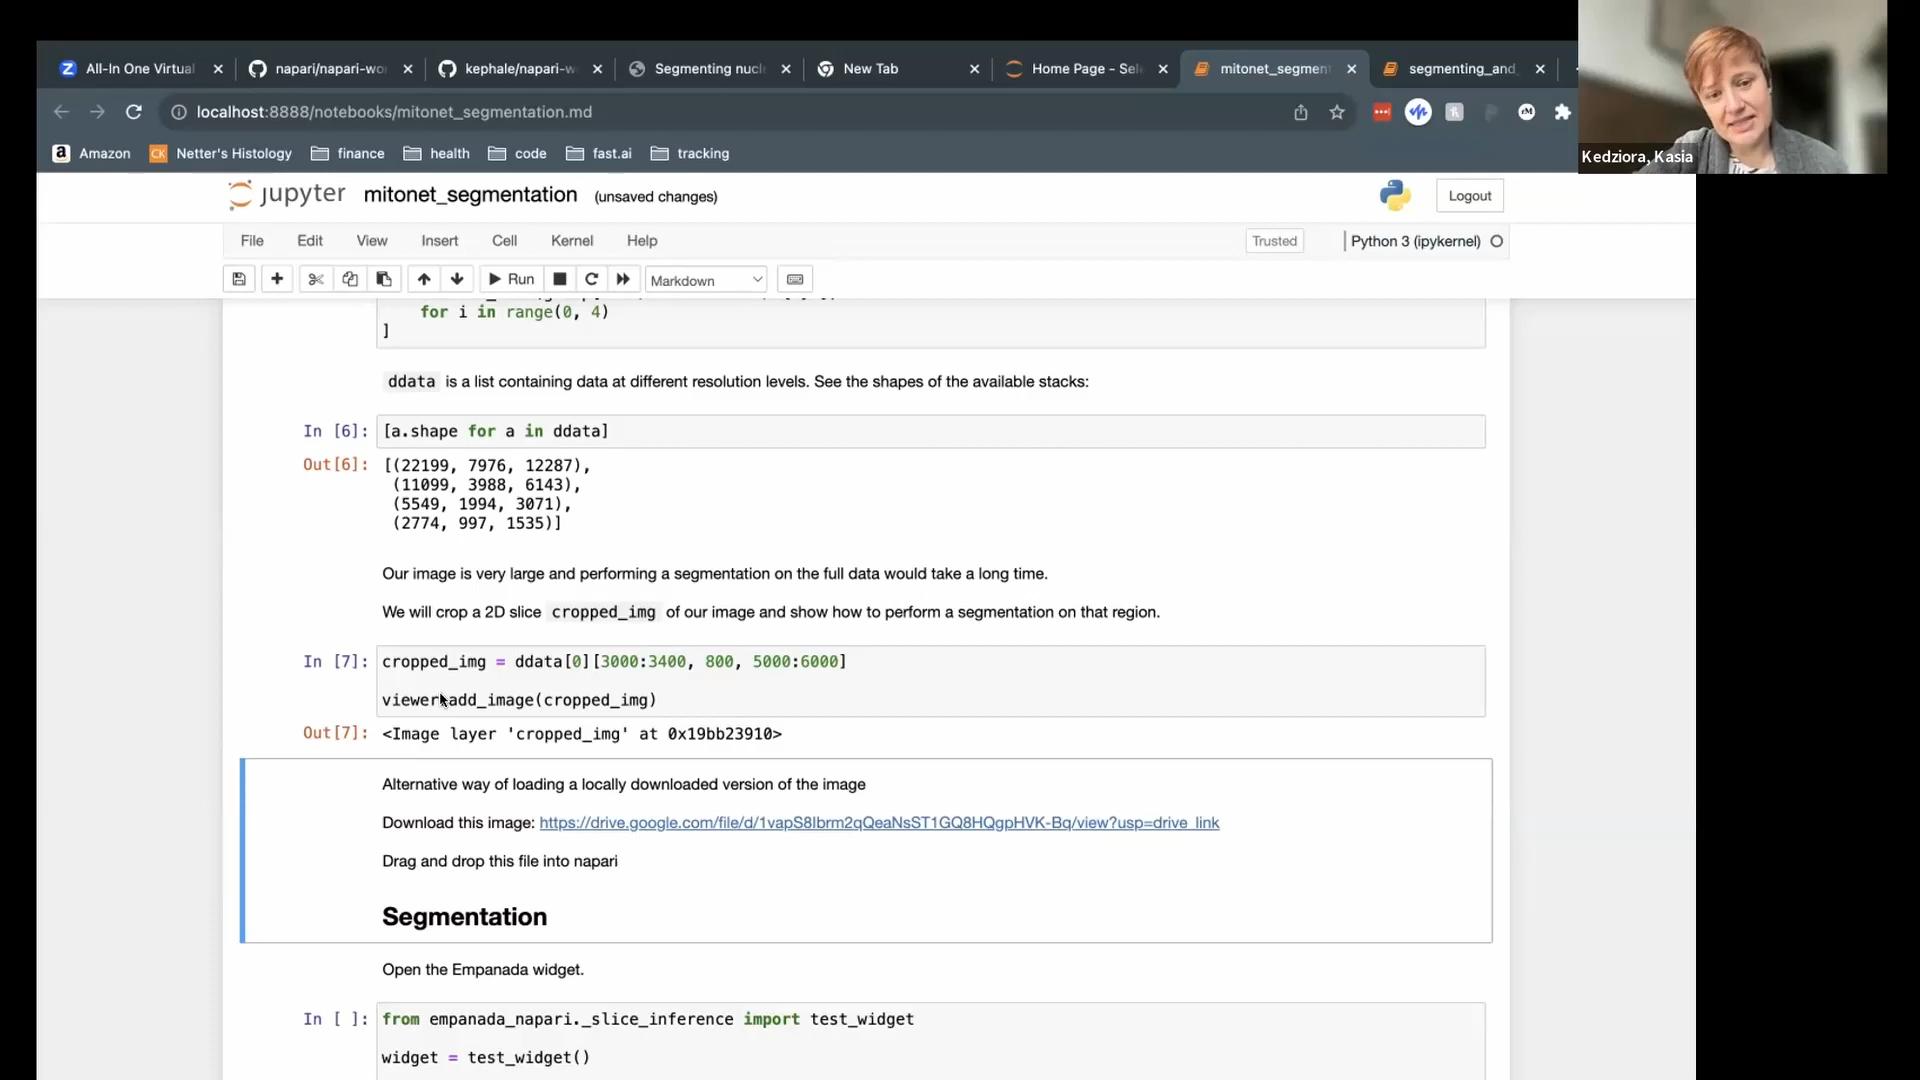 All-In One Virtual
napari/napari-wo
kephale/napari-w
Segmenting nucl
New Tab
Home Page - Sel
mitonet_segmen
segmenting_and_
localhost:8888/notebooks/mitonet_segmentation.md
Amazon
CK Netter's Histology
finance
health
code
fast.ai
tracking
Kedziora, Kasia
jupyter mitonet_segmentation (unsaved changes)
Logout
File Edit View Insert Cell Kernel Help
Trusted
Python 3 (ipykernel)
Run
Markdown
for i in range(0, 4)
]
ddata is a list containing data at different resolution levels. See the shapes of the available stacks:
In [6]: [a.shape for a in ddata]
Out[6]: [(22199, 7976, 12287),
(11099, 3988, 6143),
(5549, 1994, 3071),
(2774, 997, 1535)]
Our image is very large and performing a segmentation on the full data would take a long time.
We will crop a 2D slice cropped_img of our image and show how to perform a segmentation on that region.
In [7]: cropped_img = ddata[0][3000:3400, 800, 5000:6000]
viewer.add_image(cropped_img)
Out[7]: <Image layer 'cropped_img' at 0x19bb23910>
Alternative way of loading a locally downloaded version of the image
Download this image: https://drive.google.com/file/d/1vapS8Ibrm2qQeaNsST1GQ8HQgpHVK-Bq/view?usp=drive_link
Drag and drop this file into napari
Segmentation
Open the Empanada widget.
In [ ]: from empanada_napari._slice_inference import test_widget
widget = test_widget()